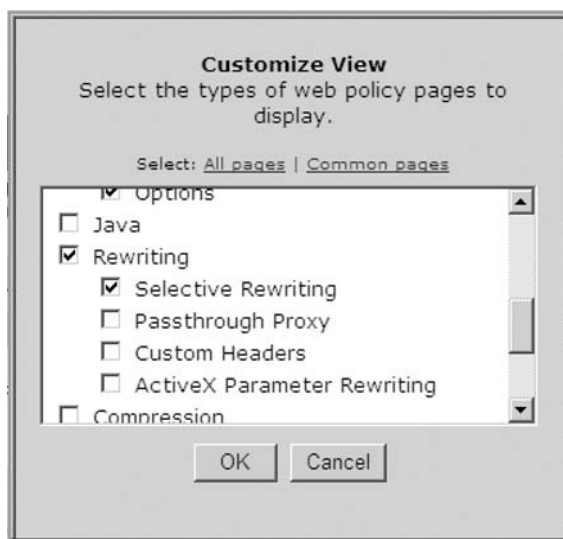 Customize View
Select the types of web policy pages to
display.
Select: All pages | Common pages
Options
Java
Rewriting
Selective Rewriting
Passthrough Proxy
Custom Headers
ActiveX Parameter Rewriting
Compression
OK Cancel